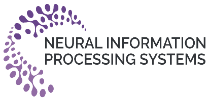 NEURAL INFORMATION
PROCESSING SYSTEMS